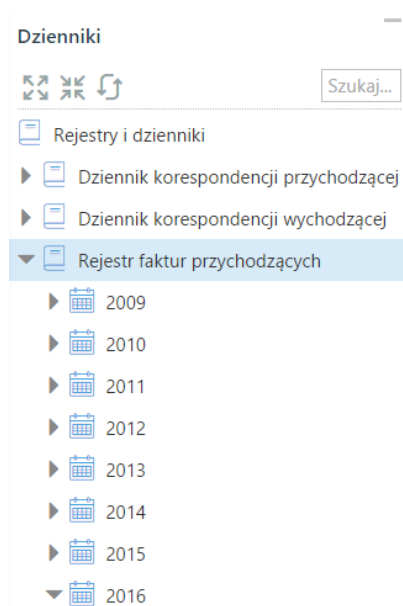 Dzienniki
Szukaj...
Rejestry i dzienniki
Dziennik korespondencji przychodzącej
Dziennik korespondencji wychodzącej
Rejestr faktur przychodzących
2009
2010
2011
2012
2013
2014
2015
2016